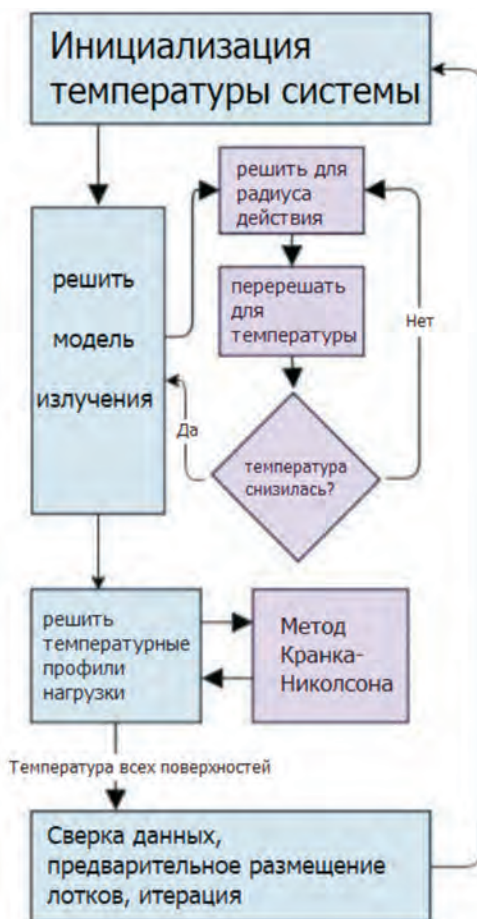 Инициализация
температуры системы
решить для
радиуса
действия
решить
модель
излучения
перерешать
для
температуры
Нет
Да
температура
снизилась?
решить
температурные
профили
нагрузки
Метод
Кранка-
Николсона
Температура всех поверхностей
Сверка данных,
предварительное размещение
лотков, итерация